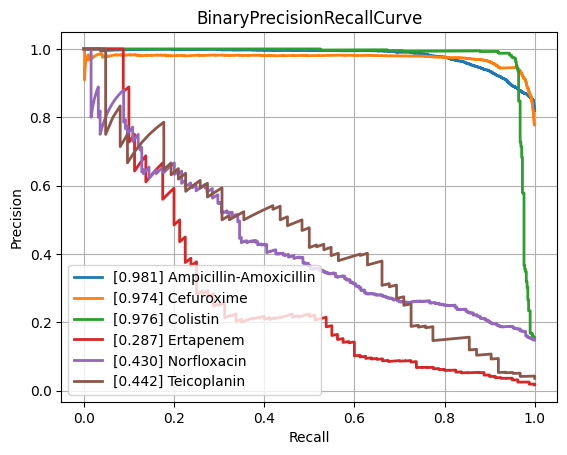 BinaryPrecisionRecallCurve
1.0
0.8
0.6
0.4
0.2
0.0
Precision
[0.981] Ampicillin-Amoxicillin
[0.974] Cefuroxime
[0.976] Colistin
[0.287] Ertapenem
[0.430] Norfloxacin
[0.442] Teicoplanin
0.0 0.2 0.4 0.6 0.8 1.0
Recall